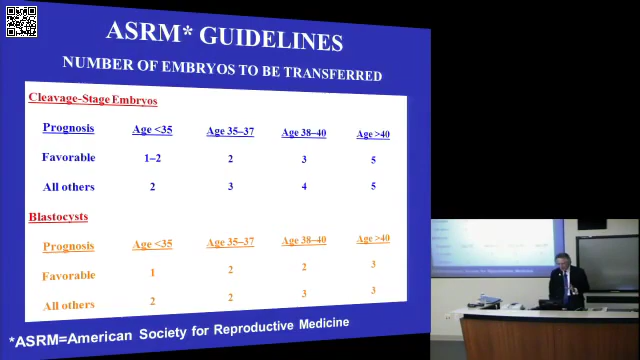 ASRM* GUIDELINES
NUMBER OF EMBRYOS TO BE TRANSFERRED
Cleavage-Stage Embryos
Prognosis Age <35 Age 35–37 Age 38–40 Age >40
Favorable 1–2 2 3 5
All others 2 3 4 5
Blastocysts
Prognosis Age <35 Age 35–37 Age 38–40 Age >40
Favorable 1 2 2 3
All others 2 2 3 3
*ASRM=American Society for Reproductive Medicine